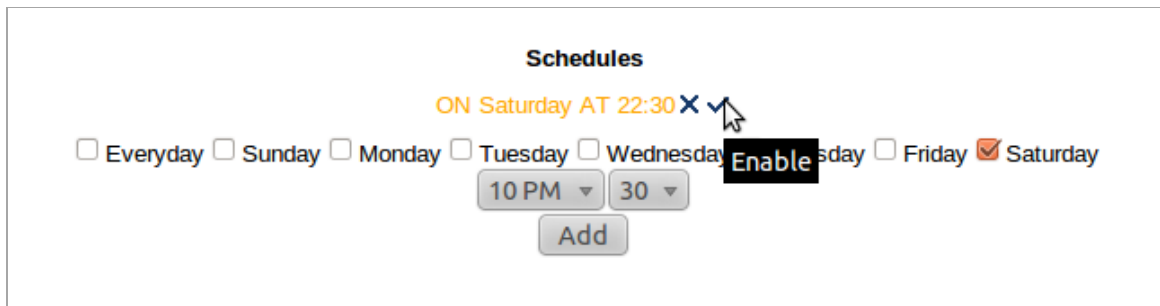 Schedules
ON Saturday AT 22:30
Everyday Sunday Monday Tuesday Wednesday sday Friday Saturday
Enable
10 PM 30
Add